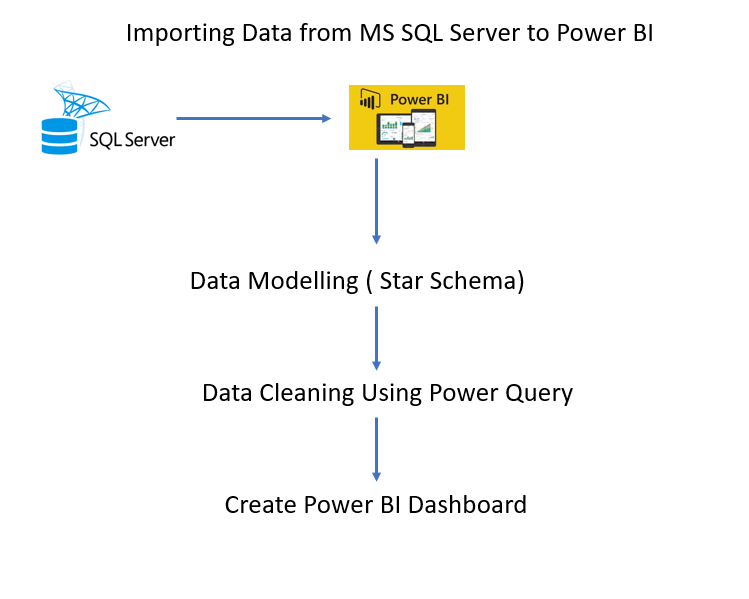 Importing Data from MS SQL Server to Power BI
Power BI
SQL Server
Data Modelling ( Star Schema)
Data Cleaning Using Power Query
Create Power BI Dashboard